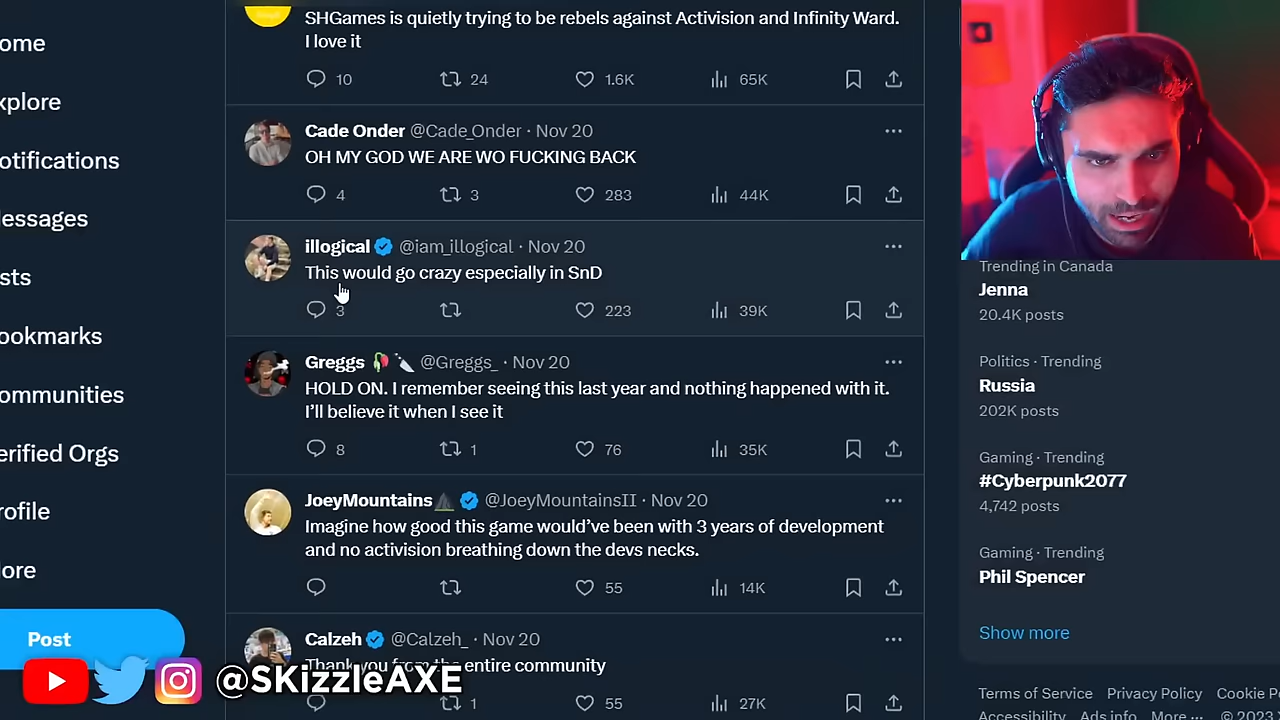 ome
xplore
otifications
essages
sts
ookmarks
ommunities
erified Orgs
rofile
ore
Post
SHGames is quietly trying to be rebels against Activision and Infinity Ward.
I love it
10 24 1.6K 65K
Cade Onder @Cade_Onder · Nov 20
OH MY GOD WE ARE WO FUCKING BACK
4 3 283 44K
illogical @iam_illogical · Nov 20
This would go crazy especially in SnD
3 223 39K
Greggs @Greggs_ · Nov 20
HOLD ON. I remember seeing this last year and nothing happened with it.
I’ll believe it when I see it
8 1 76 35K
JoeyMountains @JoeyMountainsII · Nov 20
Imagine how good this game would’ve been with 3 years of development
and no activision breathing down the devs necks.
55 14K
Calzeh @Calzeh_ · Nov 20
Thank you from the entire community
1 55 27K
@SKizzleAXE
Trending in Canada
Jenna
20.4K posts
Politics · Trending
Russia
202K posts
Gaming · Trending
#Cyberpunk2077
4,742 posts
Gaming · Trending
Phil Spencer
Show more
Terms of Service Privacy Policy Cookie Po
Accessibility Ads info More ··· © 2023